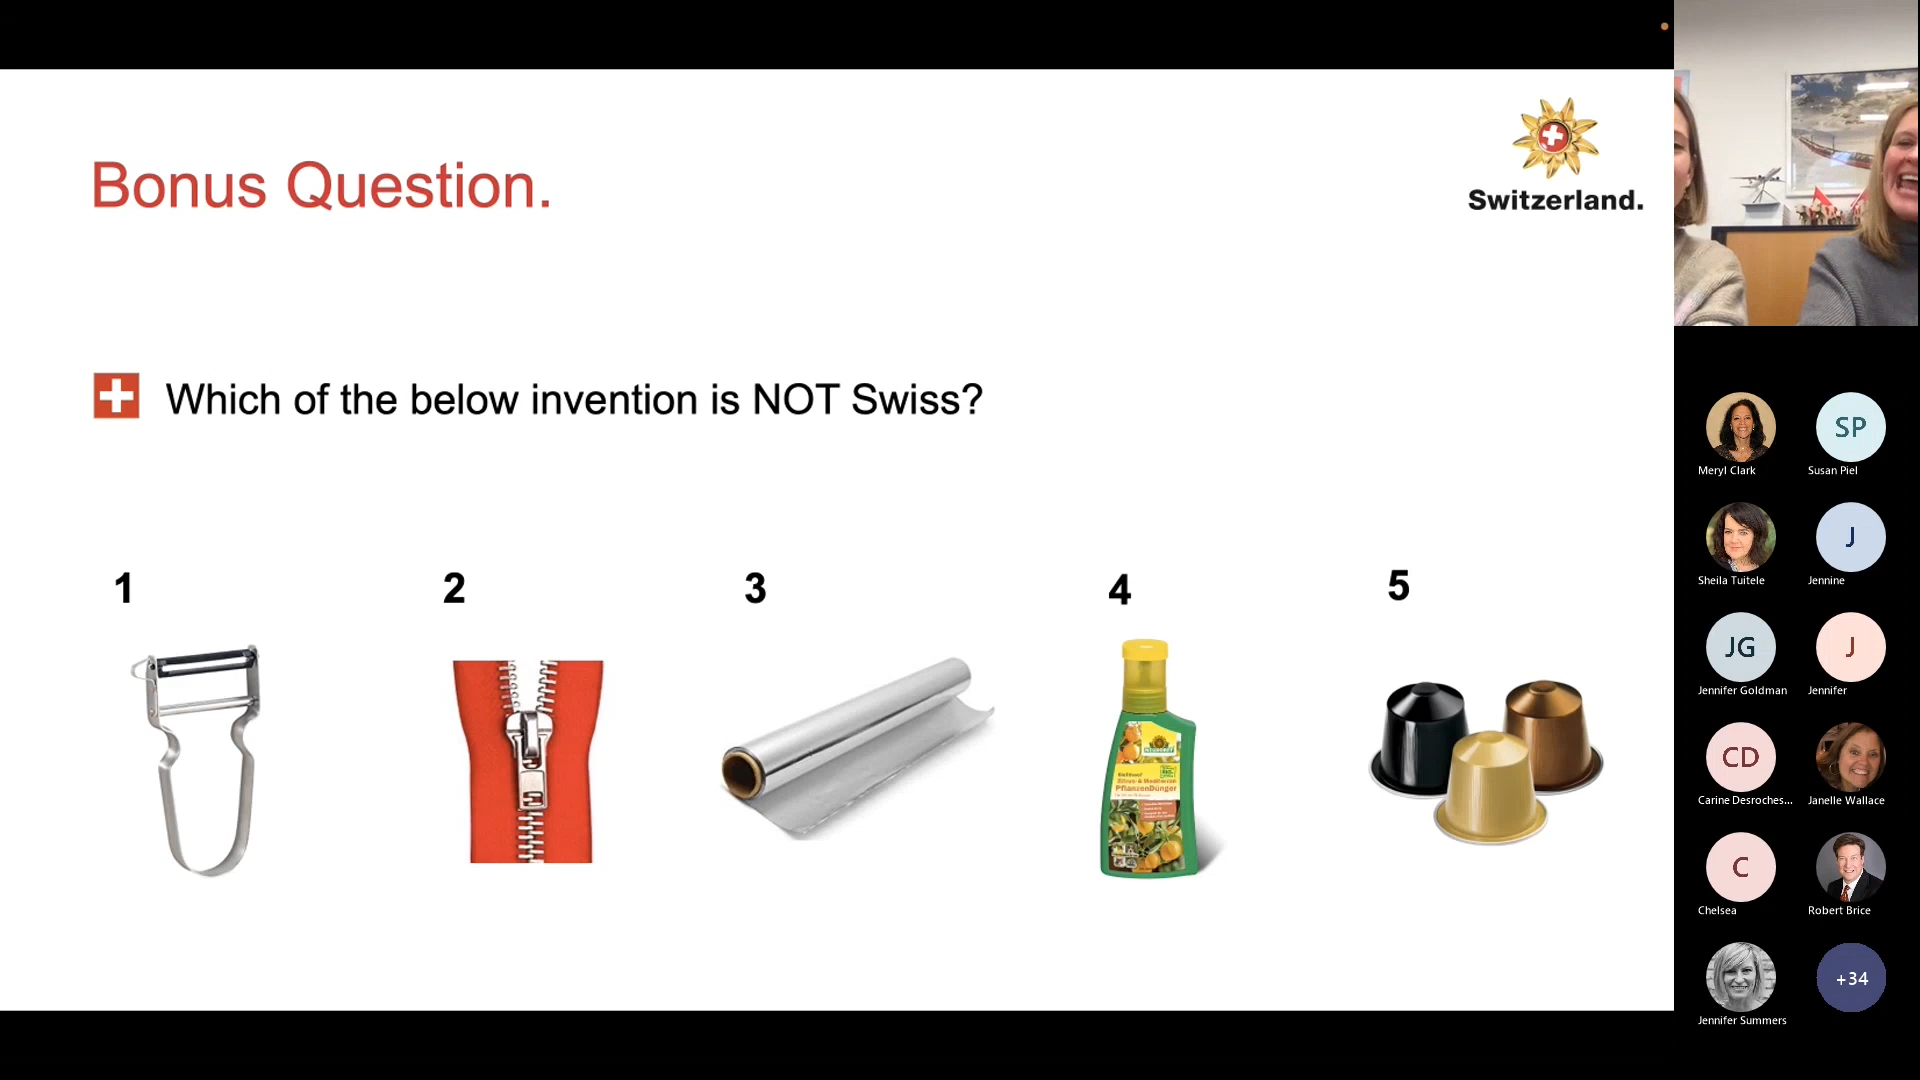 Bonus Question.
Switzerland.
Which of the below invention is NOT Swiss?
1
2
3
4
5
PflanzenDünger
SP
Meryl Clark
Susan Piel
J
Sheila Tuitele
Jennine
JG
J
Jennifer Goldman
Jennifer
CD
Carine Desroches...
Janelle Wallace
C
Chelsea
Robert Brice
+34
Jennifer Summers